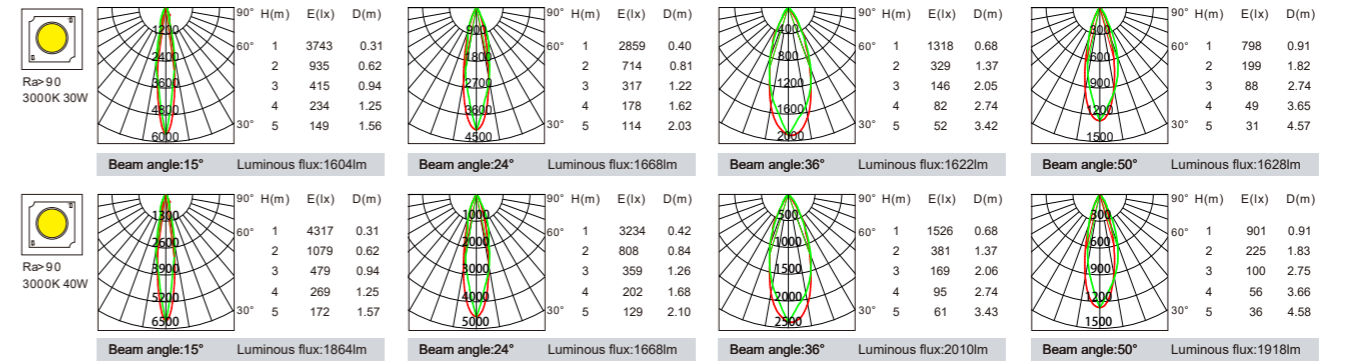 Ra>90
3000K 30W
1200
2400
3600
4800
6000
90°
60°
30°
H(m) E(lx) D(m)
1 3743 0.31
2 935 0.62
3 415 0.94
4 234 1.25
5 149 1.56
Beam angle:15° Luminous flux:1604lm
900
1800
2700
3600
4500
90°
60°
30°
H(m) E(lx) D(m)
1 2859 0.40
2 714 0.81
3 317 1.22
4 178 1.62
5 114 2.03
Beam angle:24° Luminous flux:1668lm
400
800
1200
1600
2000
90°
60°
30°
H(m) E(lx) D(m)
1 1318 0.68
2 329 1.37
3 146 2.05
4 82 2.74
5 52 3.42
Beam angle:36° Luminous flux:1622lm
300
600
900
1200
1500
90°
60°
30°
H(m) E(lx) D(m)
1 798 0.91
2 199 1.82
3 88 2.74
4 49 3.65
5 31 4.57
Beam angle:50° Luminous flux:1628lm
Ra>90
3000K 40W
1300
2600
3900
5200
6500
90°
60°
30°
H(m) E(lx) D(m)
1 4317 0.31
2 1079 0.62
3 479 0.94
4 269 1.25
5 172 1.57
Beam angle:15° Luminous flux:1864lm
1000
2000
3000
4000
5000
90°
60°
30°
H(m) E(lx) D(m)
1 3234 0.42
2 808 0.84
3 359 1.26
4 202 1.68
5 129 2.10
Beam angle:24° Luminous flux:1668lm
500
1000
1500
2000
2500
90°
60°
30°
H(m) E(lx) D(m)
1 1526 0.68
2 381 1.37
3 169 2.06
4 95 2.74
5 61 3.43
Beam angle:36° Luminous flux:2010lm
300
600
900
1200
1500
90°
60°
30°
H(m) E(lx) D(m)
1 901 0.91
2 225 1.83
3 100 2.75
4 56 3.66
5 36 4.58
Beam angle:50° Luminous flux:1918lm